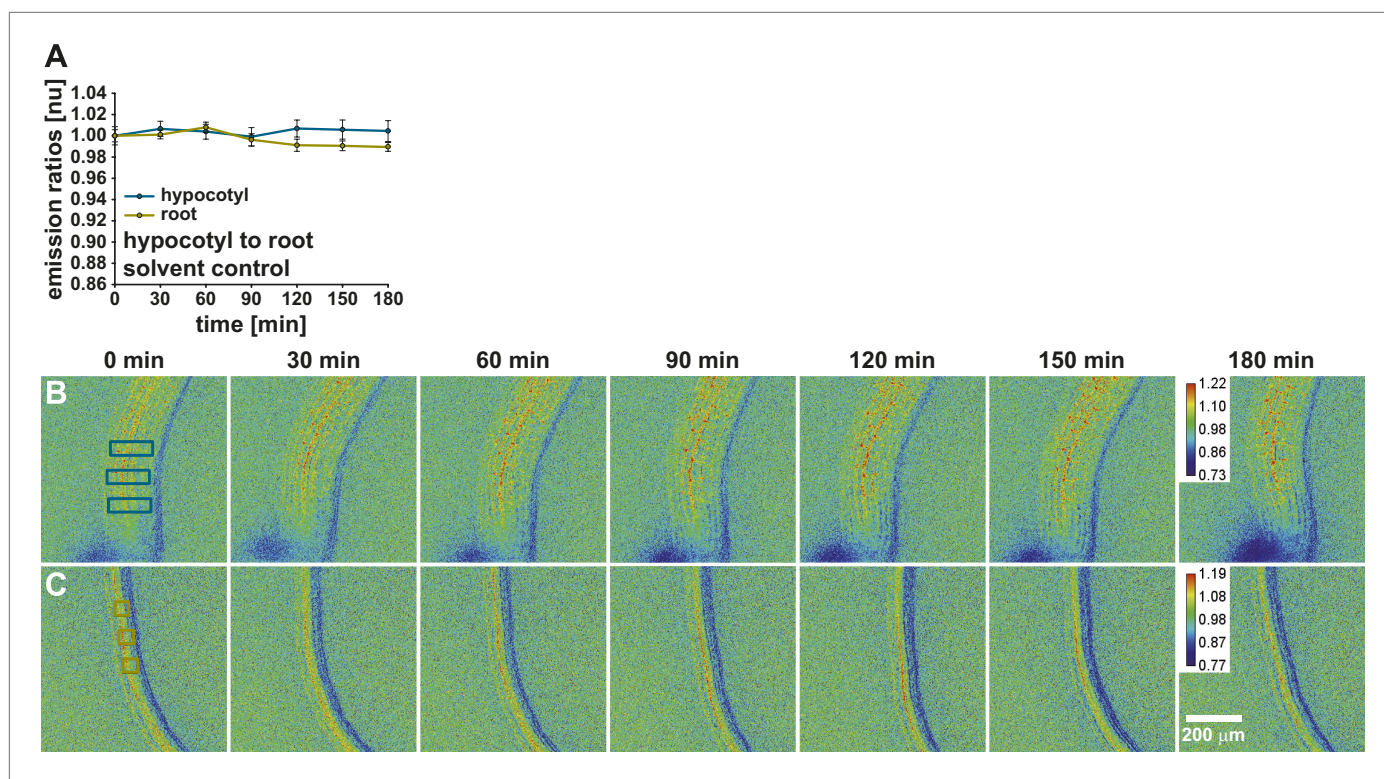 A
emission ratios [nu]
1.04
1.02
1.00
0.98
0.96
0.94
0.92
0.90
0.88
0.86
hypocotyl
root
hypocotyl to root
solvent control
0 30 60 90 120 150 180
time [min]
0 min 30 min 60 min 90 min 120 min 150 min 180 min
B
1.22
1.10
0.98
0.86
0.73
C
1.19
1.08
0.98
0.87
0.77
200 μm